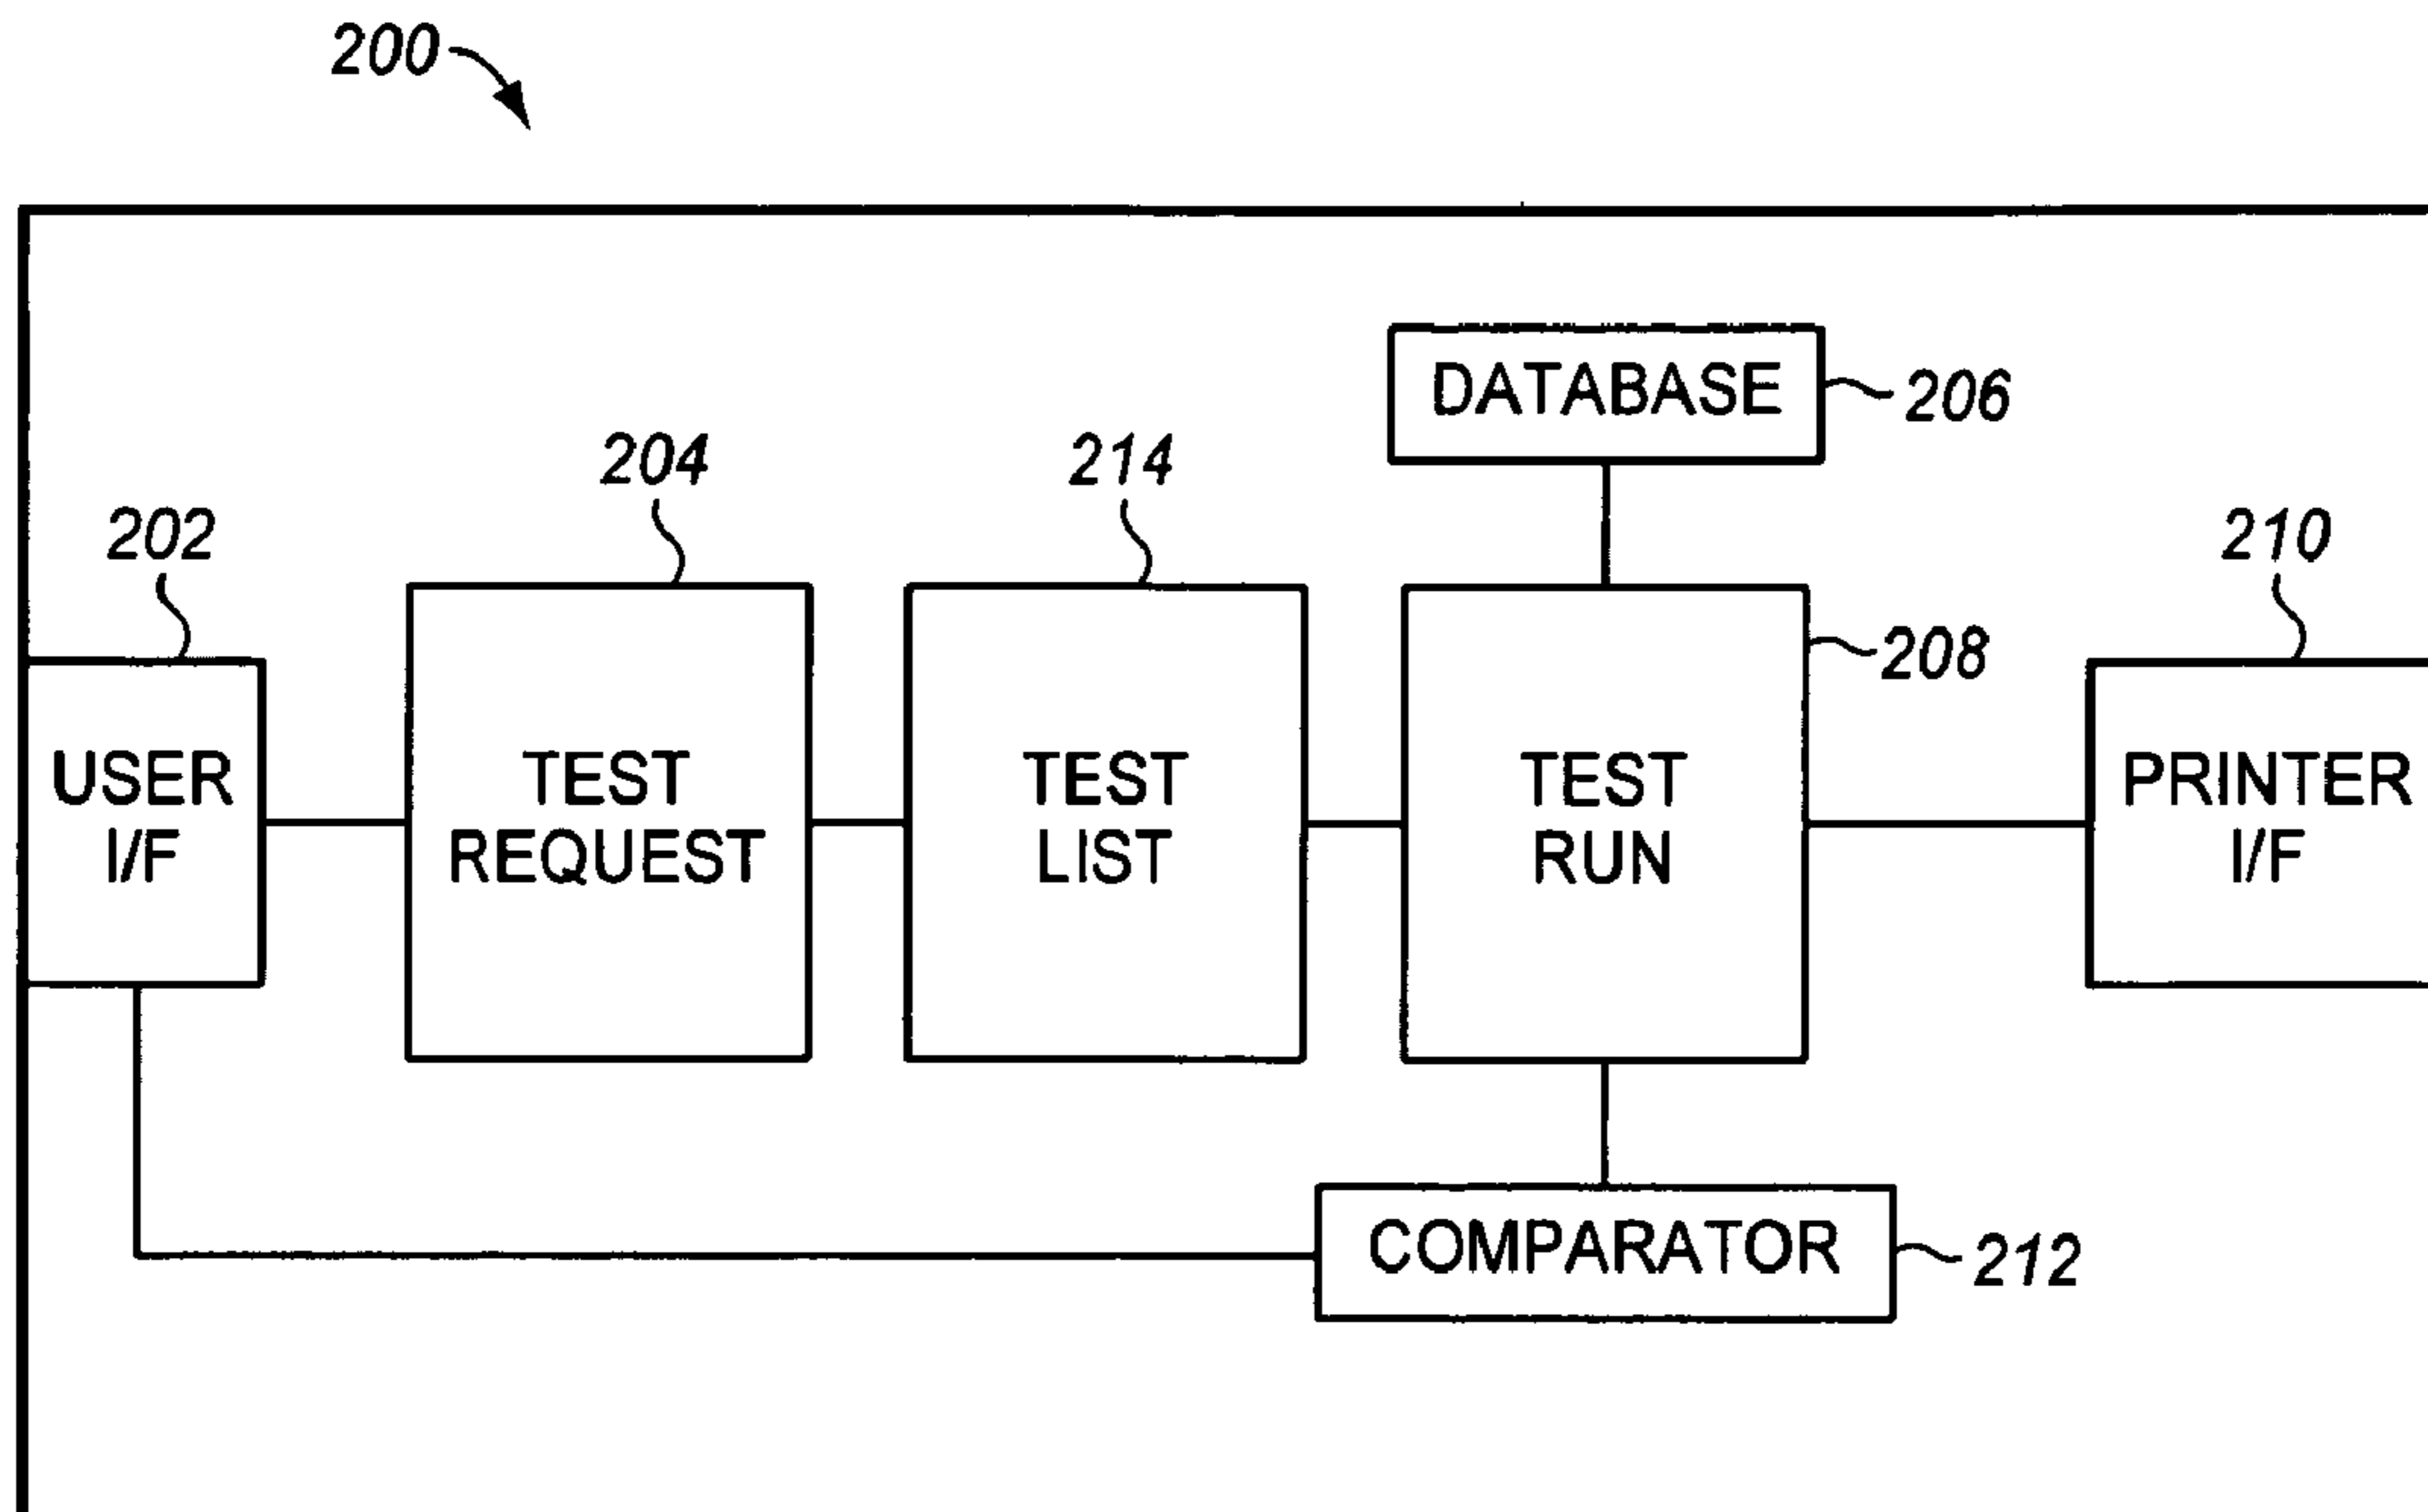 200
DATABASE
206
204
214
202
210
208
USER
I/F
TEST
REQUEST
TEST
LIST
TEST
RUN
PRINTER
I/F
COMPARATOR
212